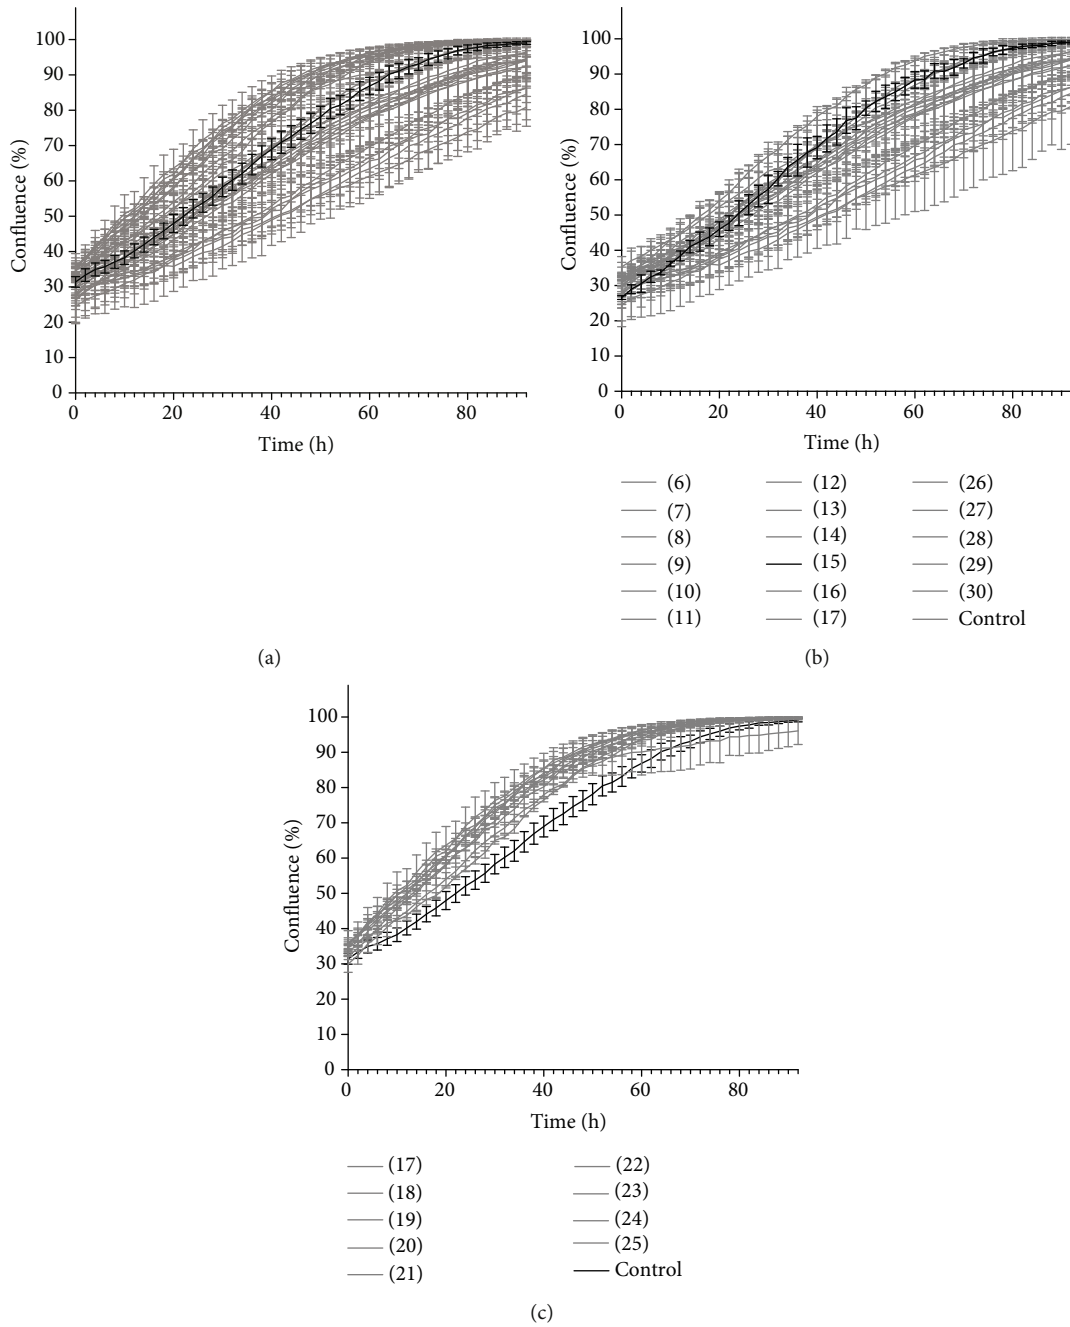 100
90
80
70
60
50
40
30
20
10
0
Confluence (%)
0 20 40 60 80
Time (h)
(a)
100
90
80
70
60
50
40
30
20
10
0
Confluence (%)
0 20 40 60 80
Time (h)
(6) (12) (26)
(7) (13) (27)
(8) (14) (28)
(9) (15) (29)
(10) (16) (30)
(11) (17) Control
(b)
100
90
80
70
60
50
40
30
20
10
0
Confluence (%)
0 20 40 60 80
Time (h)
(17) (22)
(18) (23)
(19) (24)
(20) (25)
(21) Control
(c)